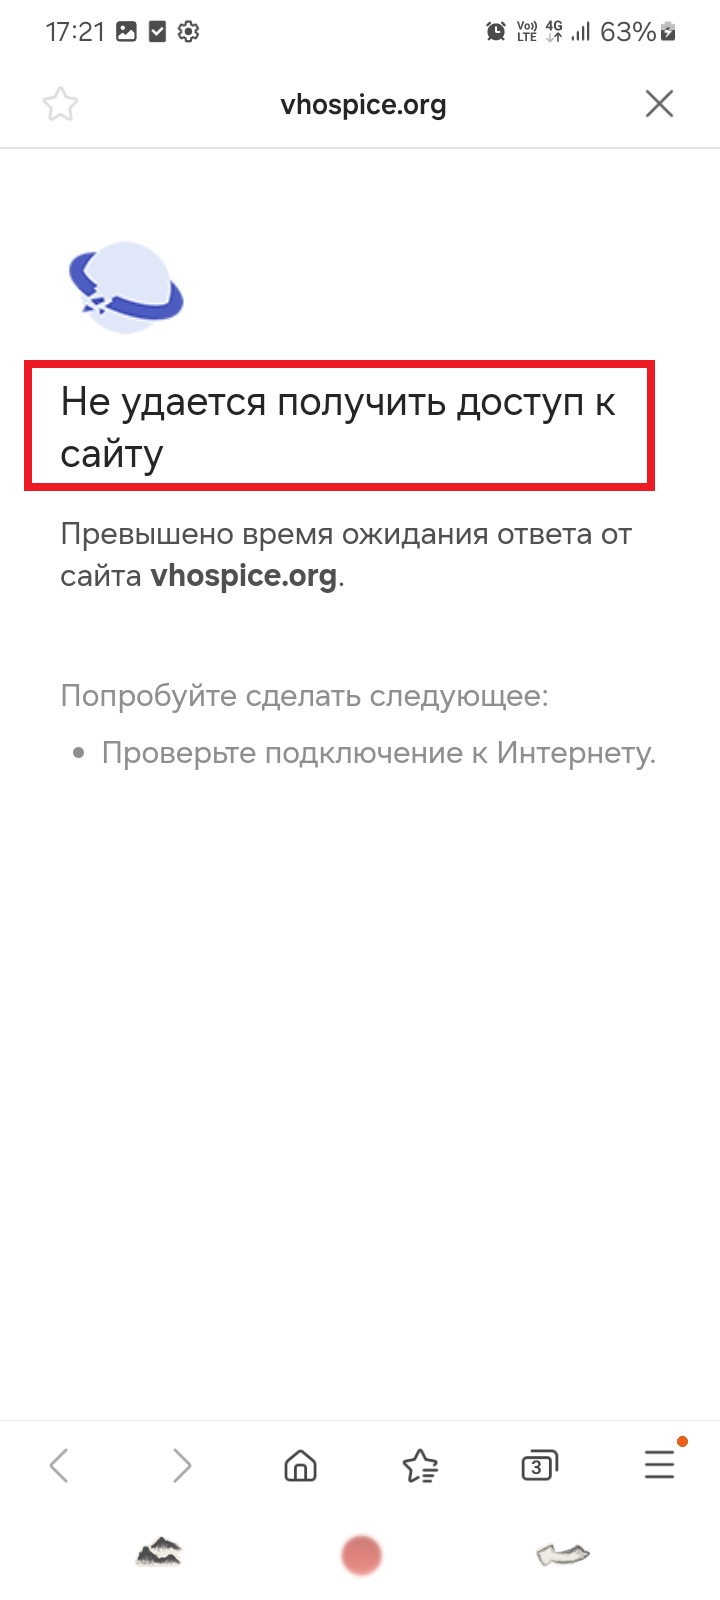 17:21 Vo)) LTE 4G 63%
vhospice.org
Не удается получить доступ к
сайту
Превышено время ожидания ответа от
сайта vhospice.org.
Попробуйте сделать следующее:
• Проверьте подключение к Интернету.
3